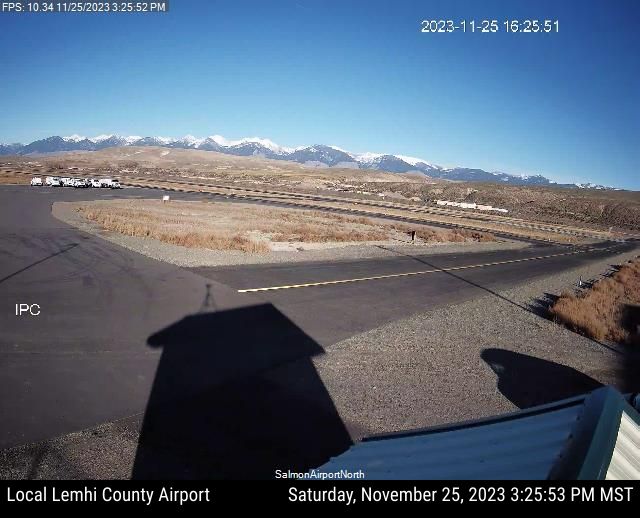 FPS: 10.34 11/25/2023 3:25:52 PM
2023-11-25 16:25:51
IPC
SalmonAirportNorth
Local Lemhi County Airport
Saturday, November 25, 2023 3:25:53 PM MST